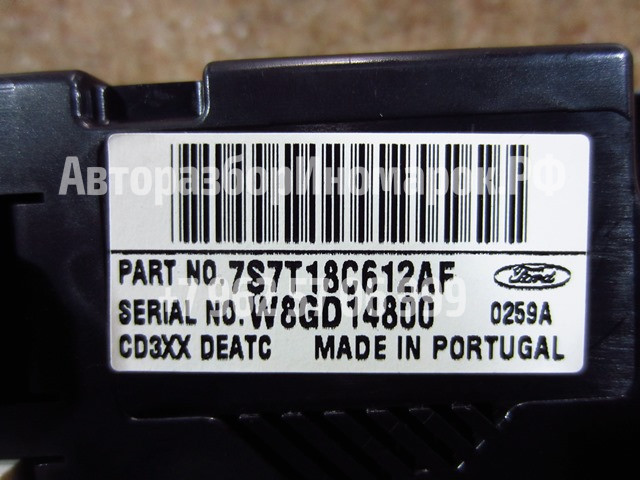 АвторазборИномарок.РФ
PART NO. 7S7T18C612AF
Ford
SERIAL NO. W8GD14800
0259A
CD3XX DEATC MADE IN PORTUGAL